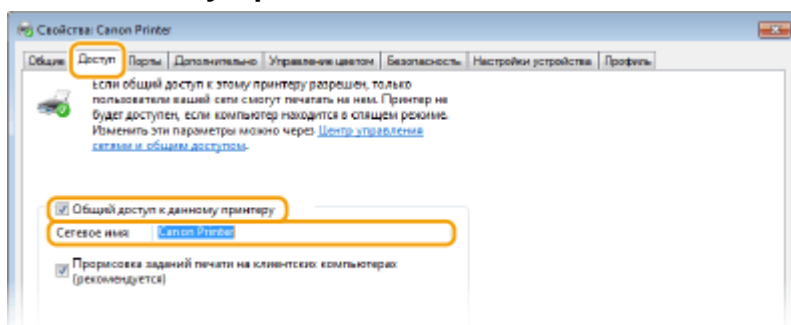 Свойства: Canon Printer
Общие Доступ Порты Дополнительно Управление цветом Безопасность Настройки устройства Профиль
Если общий доступ к этому принтеру разрешен, только
пользователи вашей сети смогут печатать на нем. Принтер не
будет доступен, если компьютер находится в спящем режиме.
Изменить эти параметры можно через Центр управления
сетями и общим доступом.
Общий доступ к данному принтеру
Сетевое имя: Canon Printer
Прорисовка заданий печати на клиентских компьютерах
(рекомендуется)